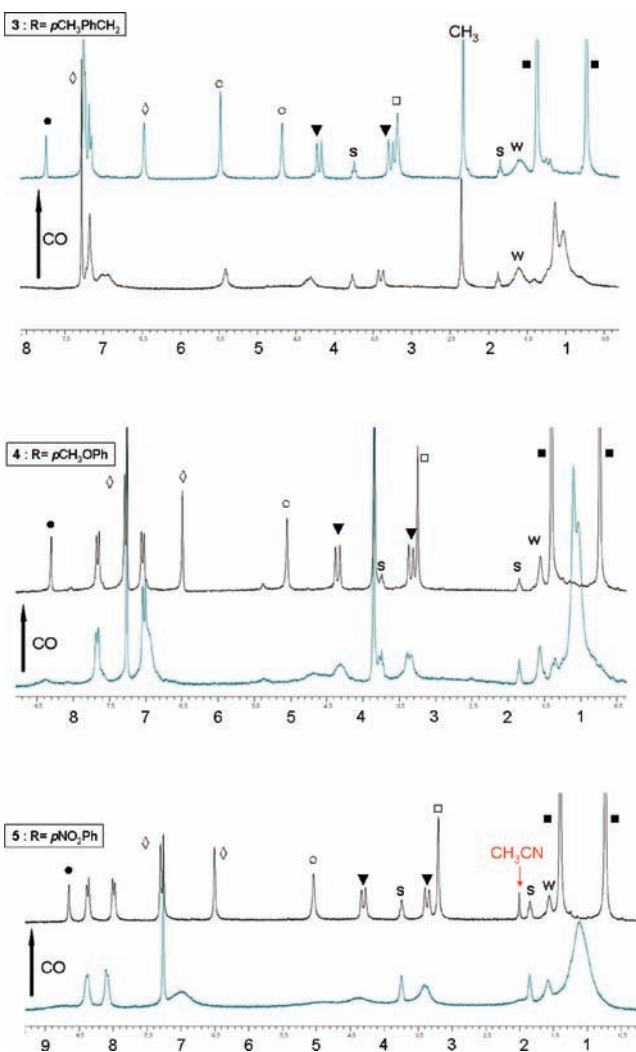 3 : R= pCH₃PhCH₂
CH₃
s s w
CO
w
8 7 6 5 4 3 2 1
4 : R= pCH₃OPh
s s w
CO
8 7 6 5 4 3 2 1
5 : R= pNO₂Ph
CH₃CN
s s w
CO
9 8 7 6 5 4 3 2 1